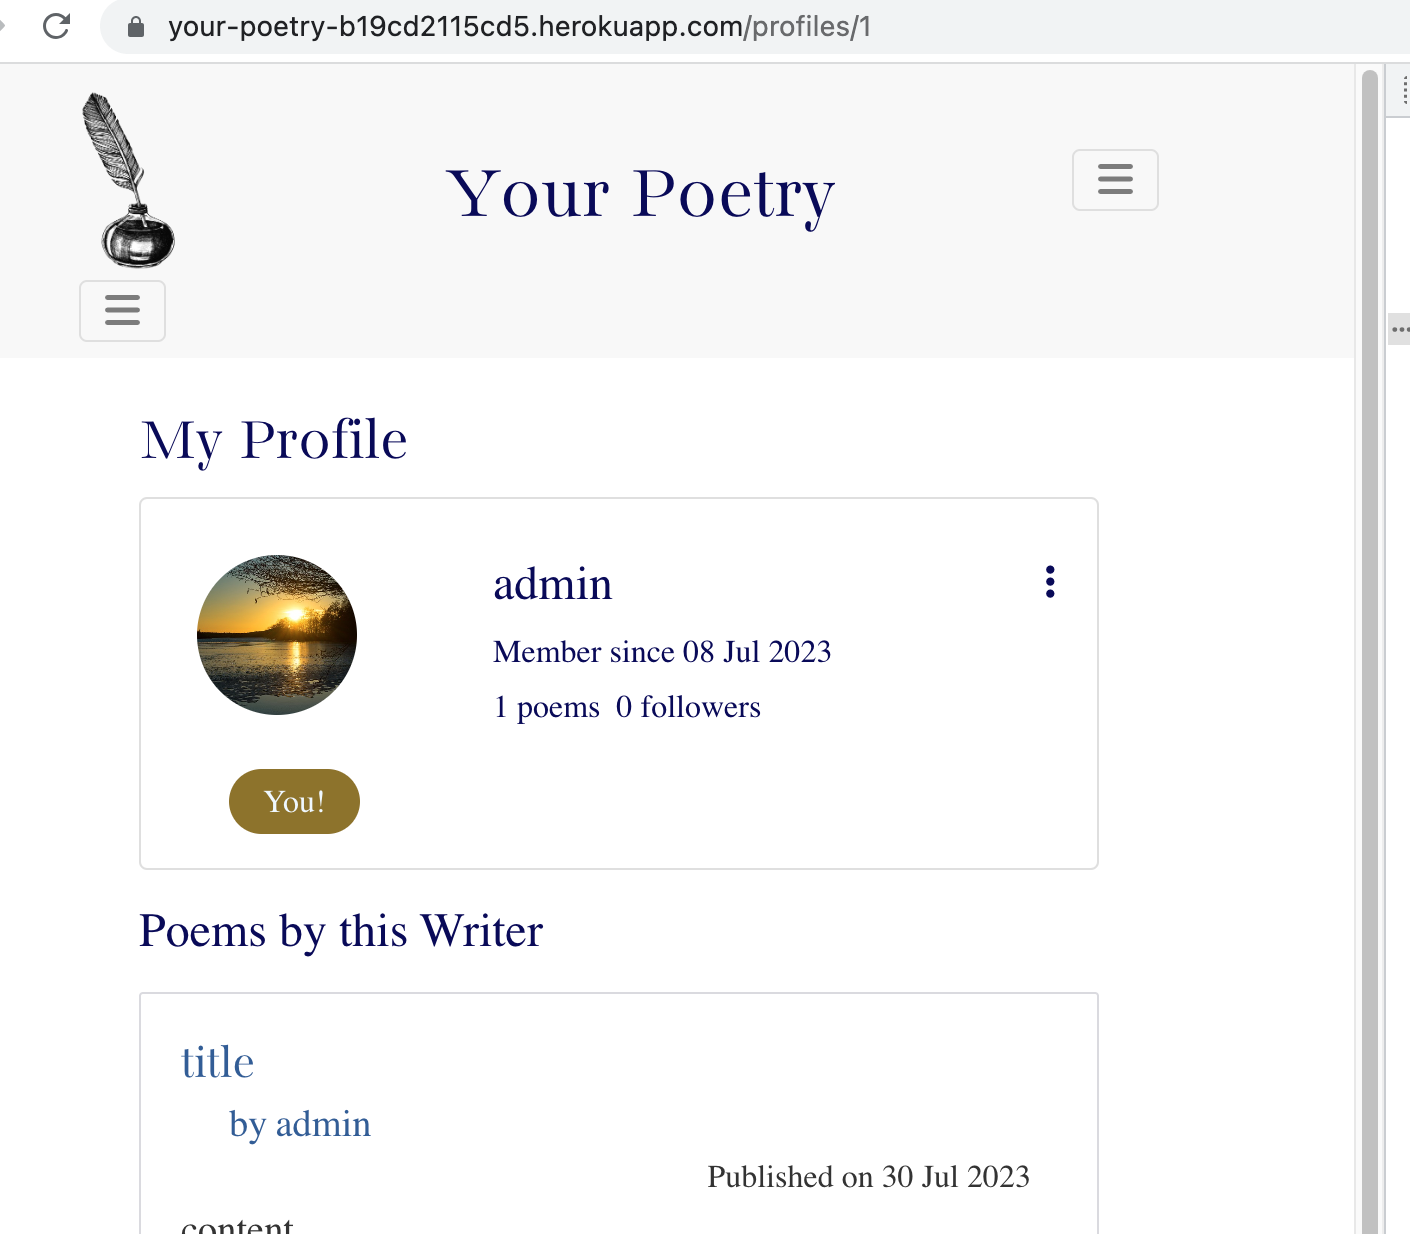 your-poetry-b19cd2115cd5.herokuapp.com/profiles/1
Your Poetry
My Profile
admin
Member since 08 Jul 2023
1 poems 0 followers
You!
Poems by this Writer
title
by admin
Published on 30 Jul 2023
content